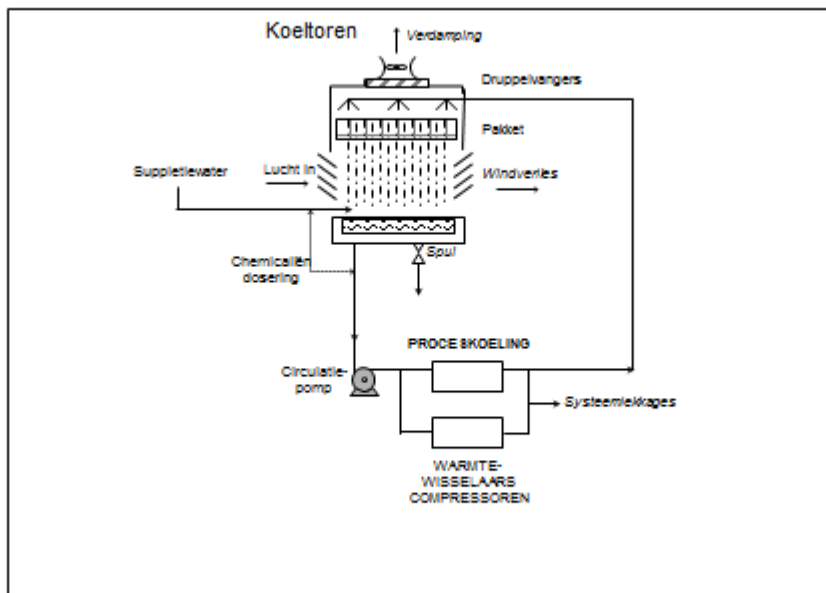 Koeltoren
Verdamping
Druppelvangers
Pakket
Suppletiewater
Lucht in
Windverlies
Spui
Chemicaliën
dosering
PROCESKOELING
Circulatie-
pomp
Systeemlekkages
WARMTE-
WISSELAARS
COMPRESSOREN